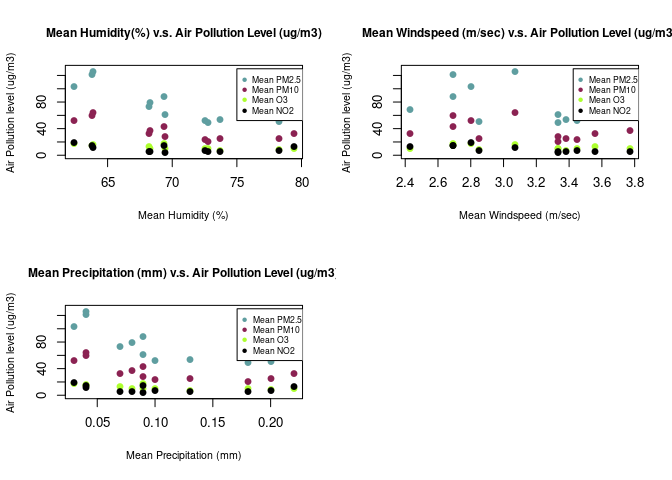 Mean Humidity(%) v.s. Air Pollution Level (ug/m3)
Air Pollution level (ug/m3)
0 40 80
Mean PM2.5
Mean PM10
Mean O3
Mean NO2
65 70 75 80
Mean Humidity (%)
Mean Windspeed (m/sec) v.s. Air Pollution Level (ug/m3
Air Pollution level (ug/m3)
0 40 80
Mean PM2.5
Mean PM10
Mean O3
Mean NO2
2.4 2.6 2.8 3.0 3.2 3.4 3.6 3.8
Mean Windspeed (m/sec)
Mean Precipitation (mm) v.s. Air Pollution Level (ug/m3
Air Pollution level (ug/m3)
0 40 80
Mean PM2.5
Mean PM10
Mean O3
Mean NO2
0.05 0.10 0.15 0.20
Mean Precipitation (mm)